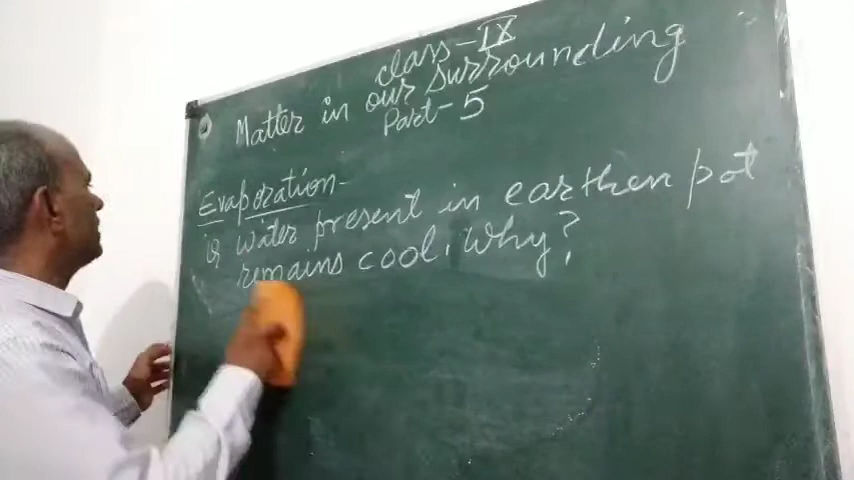 class-IX
Matter in our surrounding
Part-5
Evaporation-
Q water present in earthen pot
remains cool, why?